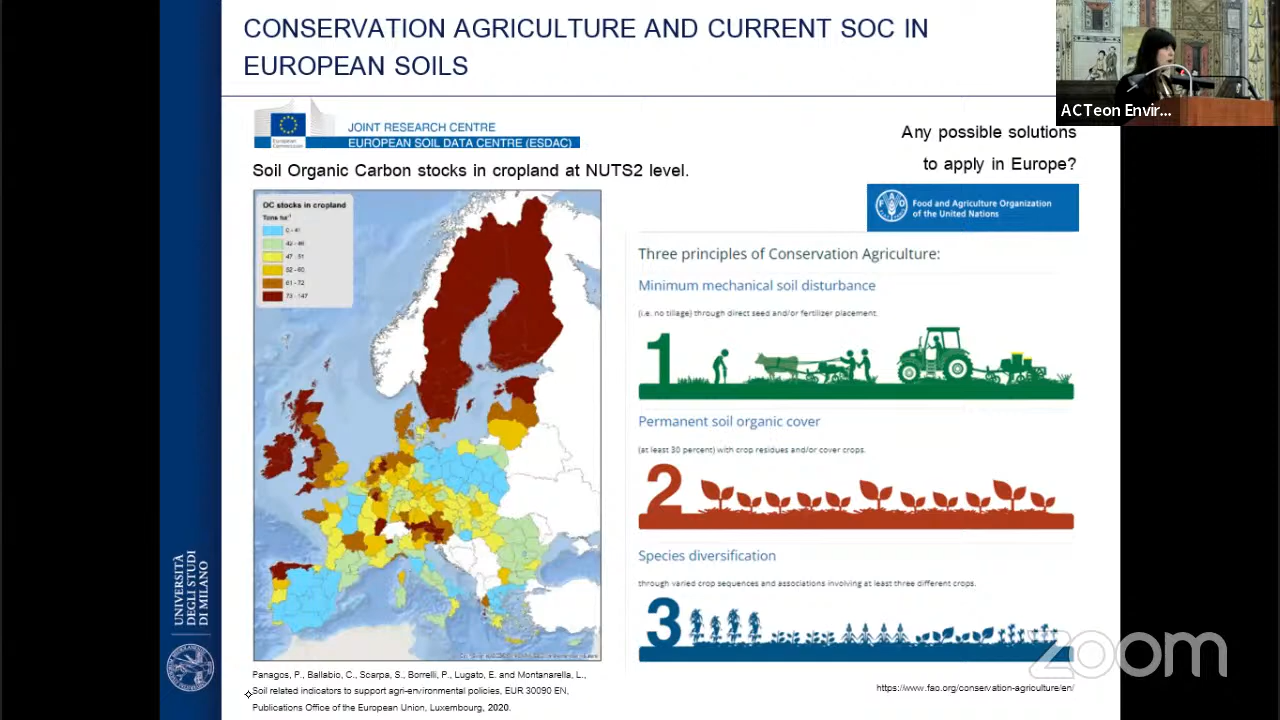 CONSERVATION AGRICULTURE AND CURRENT SOC IN
EUROPEAN SOILS
ACTeon Envir...
European
Commission
JOINT RESEARCH CENTRE
EUROPEAN SOIL DATA CENTRE (ESDAC)
Soil Organic Carbon stocks in cropland at NUTS2 level.
OC stocks in cropland
Tons ha-1
0 - 41
42 - 46
47 - 51
52 - 60
61 - 72
73 - 147
Panagos, P., Ballabio, C., Scarpa, S., Borrelli, P., Lugato, E. and Montanarella, L.,
Soil related indicators to support agri-environmental policies, EUR 30090 EN,
Publications Office of the European Union, Luxembourg, 2020.
Any possible solutions
to apply in Europe?
FAO
Food and Agriculture Organization
of the United Nations
Three principles of Conservation Agriculture:
Minimum mechanical soil disturbance
(i.e. no tillage) through direct seed and/or fertilizer placement.
1
Permanent soil organic cover
(at least 30 percent) with crop residues and/or cover crops.
2
Species diversification
through varied crop sequences and associations involving at least three different crops.
3
https://www.fao.org/conservation-agriculture/en/
UNIVERSITÀ
DEGLI STUDI
DI MILANO
zoom